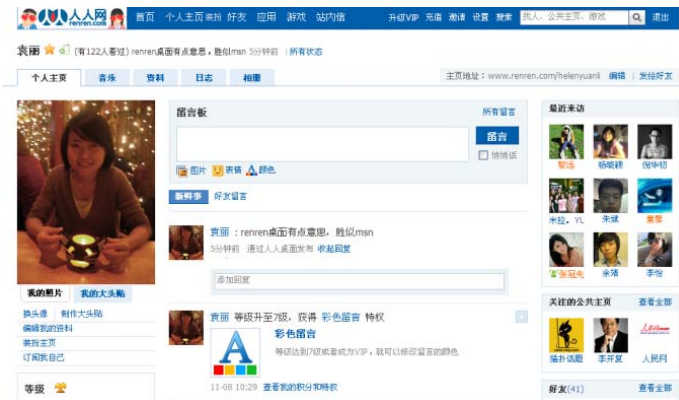 人人网
renren.com
首页 个人主页 装扮 好友 应用 游戏 站内信
升级VIP 充值 邀请 设置 搜索 找人、公共主页、游戏 退出
袁丽 (有122人看过) renren桌面有点意思，胜似msn 5分钟前 | 所有状态
个人主页 音乐 资料 日志 相册
主页地址：www.renren.com/helenyuanli 编辑 | 发给好友
留言板 所有留言
留言
悄悄话
图片 表情 颜色
新鲜事 好友留言
袁丽：renren桌面有点意思，胜似msn
5分钟前 通过人人桌面发布 收起回复
添加回复
袁丽 等级升至7级，获得 彩色留言 特权
彩色留言
等级达到7级或者成为VIP，就可以修改留言的颜色
11-08 10:29 查看我的积分和特权
我的照片 我的大头贴
换头像 制作大头贴
编辑我的资料
装扮主页
订阅我自己
等级
最近来访
黎远 杨晓颖 倪华初
米拉。YL 朱斌 童黎
张冠先 余靖 李怡
关注的公共主页 查看全部
猫扑话题 李开复 人民网
好友(41) 查看全部